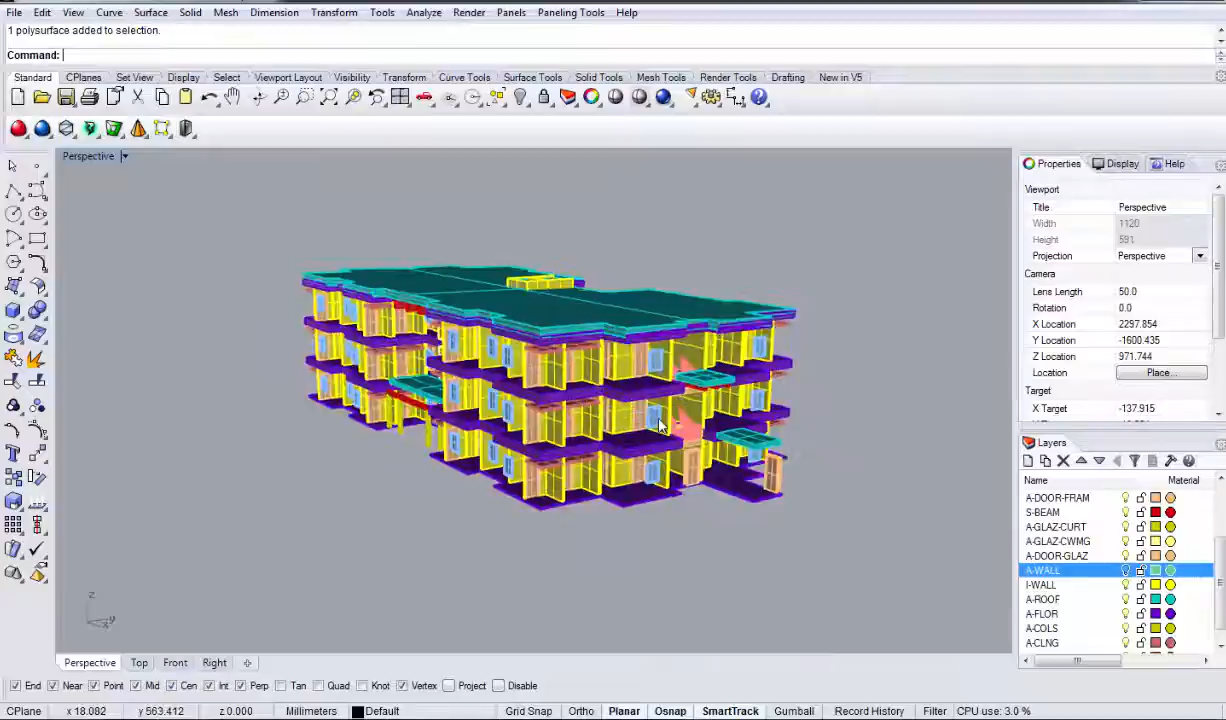 File Edit View Curve Surface Solid Mesh Dimension Transform Tools Analyze Render Panels Paneling Tools Help
1 polysurface added to selection.
Command:
Standard CPlanes Set View Display Select Viewport Layout Visibility Transform Curve Tools Surface Tools Solid Tools Mesh Tools Render Tools Drafting New in V5
Perspective
Properties Display Help
Viewport
Title Perspective
Width 1120
Height 591
Projection Perspective
Camera
Lens Length 50.0
Rotation 0.0
X Location 2297.854
Y Location -1600.435
Z Location 971.744
Location Place...
Target
X Target -137.915
Layers
Name Material
A-DOOR-FRAM
S-BEAM
A-GLAZ-CURT
A-GLAZ-CWMG
A-DOOR-GLAZ
A-WALL
I-WALL
A-ROOF
A-FLOR
A-COLS
A-CLNG
z
x y
Perspective Top Front Right
End Near Point Mid Cen Int Perp Tan Quad Knot Vertex Project Disable
CPlane x 18.082 y 563.412 z 0.000 Millimeters Default Grid Snap Ortho Planar Osnap SmartTrack Gumball Record History Filter CPU use: 3.0 %